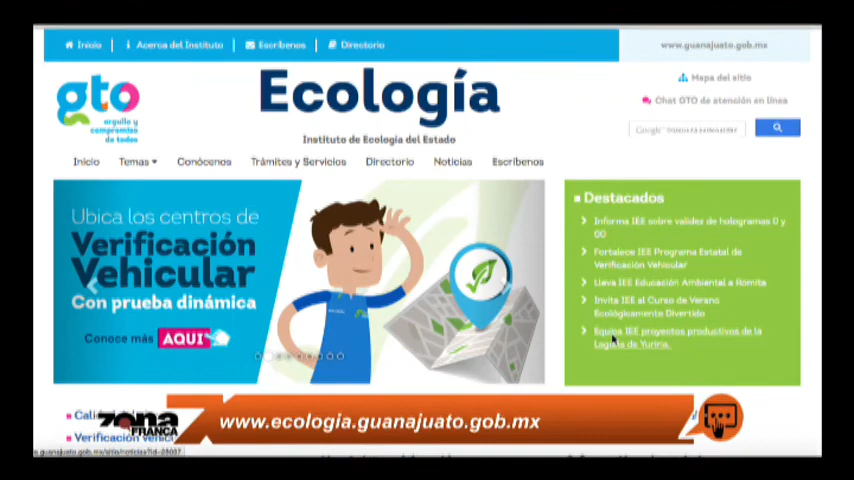 Inicio
Acerca del Instituto
Escríbenos
Directorio
www.guanajuato.gob.mx
gto
orgullo y
compromiso
de todos
Ecología
Instituto de Ecología del Estado
Mapa del sitio
Chat GTO de atención en línea
Google
Inicio
Temas
Conócenos
Trámites y Servicios
Directorio
Noticias
Escríbenos
Ubica los centros de
Verificación
Vehicular
Con prueba dinámica
Conoce más AQUÍ
Destacados
Informa IEE sobre validez de hologramas 0 y
00
Fortalece IEE Programa Estatal de
Verificación Vehicular
Lleva IEE Educación Ambiental a Romita
Invita IEE al Curso de Verano
Ecológicamente Divertido
Equipa IEE proyectos productivos de la
Laguna de Yuriria.
zona
FRANCA
www.ecologia.guanajuato.gob.mx
Verificación